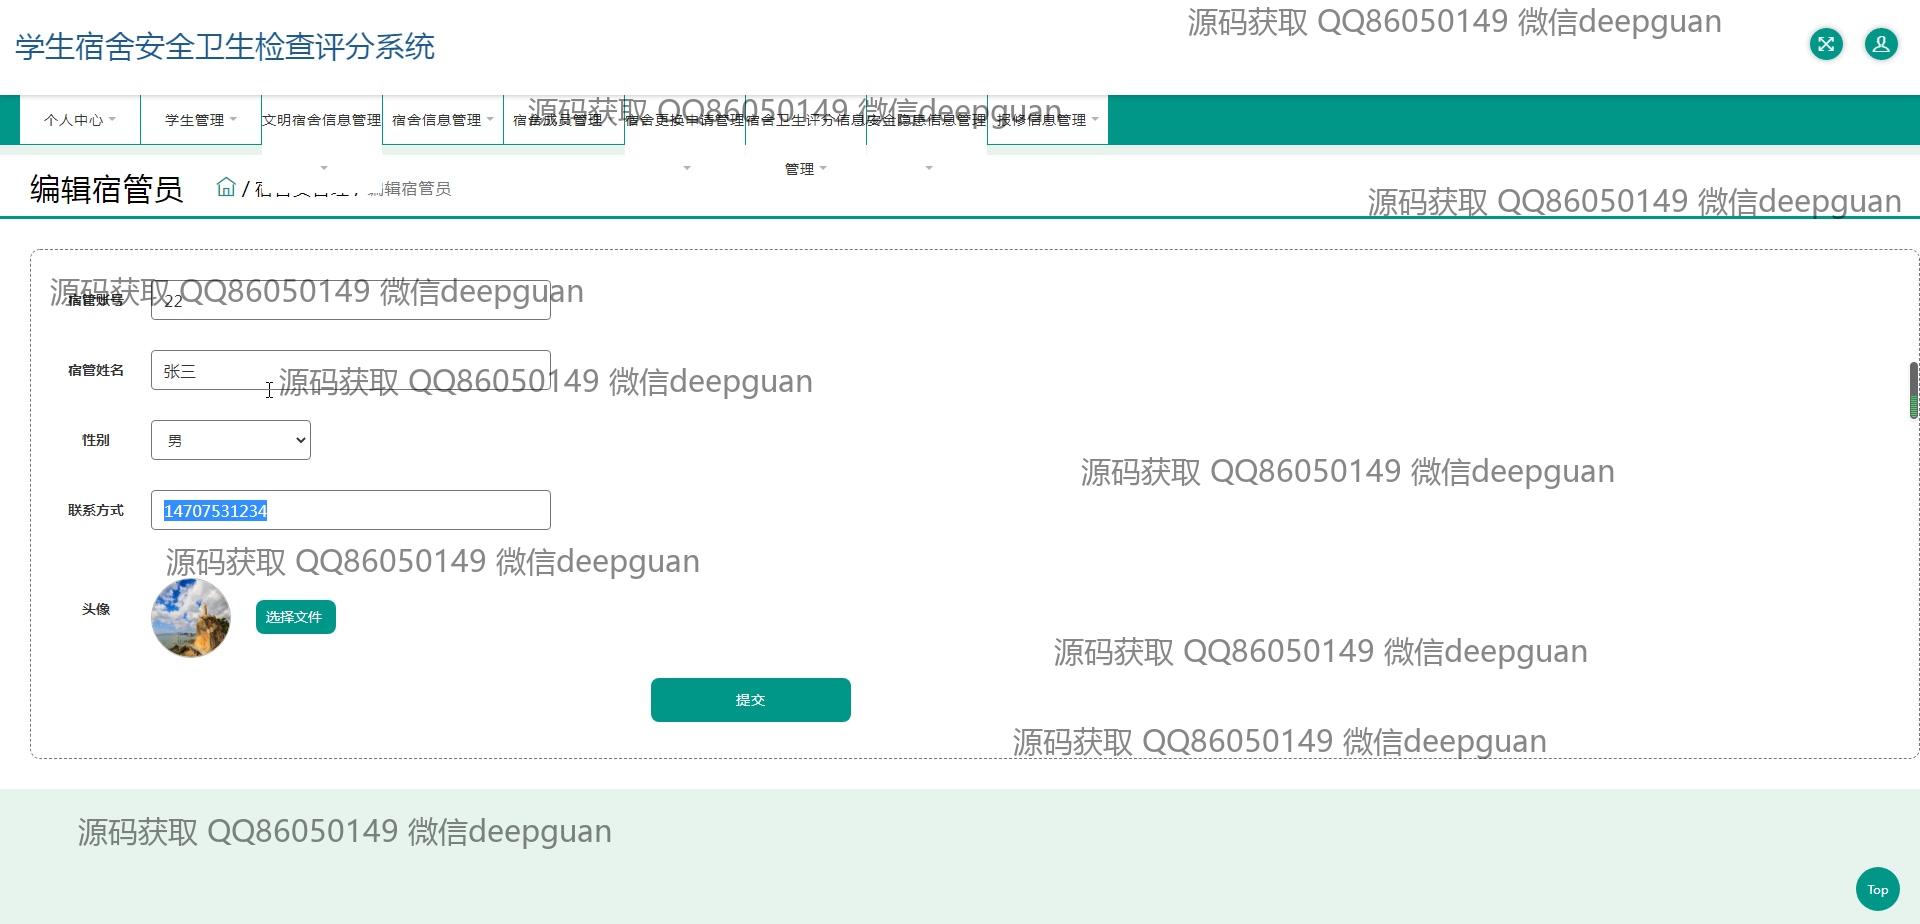 源码获取 QQ86050149 微信deepguan
学生宿舍安全卫生检查评分系统
源码获取 QQ86050149 微信deepguan
个人中心 学生管理 文明宿舍信息管理 宿舍信息管理 宿舍成员管理 宿舍更换申请管理 宿舍卫生评分信息 安全隐患信息管理 报修信息管理
管理
编辑宿管员 / / 编辑宿管员
源码获取 QQ86050149 微信deepguan
源码获取 QQ86050149 微信deepguan
宿管账号 22
宿管姓名 张三
源码获取 QQ86050149 微信deepguan
性别 男
源码获取 QQ86050149 微信deepguan
联系方式 14707531234
源码获取 QQ86050149 微信deepguan
头像 选择文件
源码获取 QQ86050149 微信deepguan
提交
源码获取 QQ86050149 微信deepguan
源码获取 QQ86050149 微信deepguan
Top